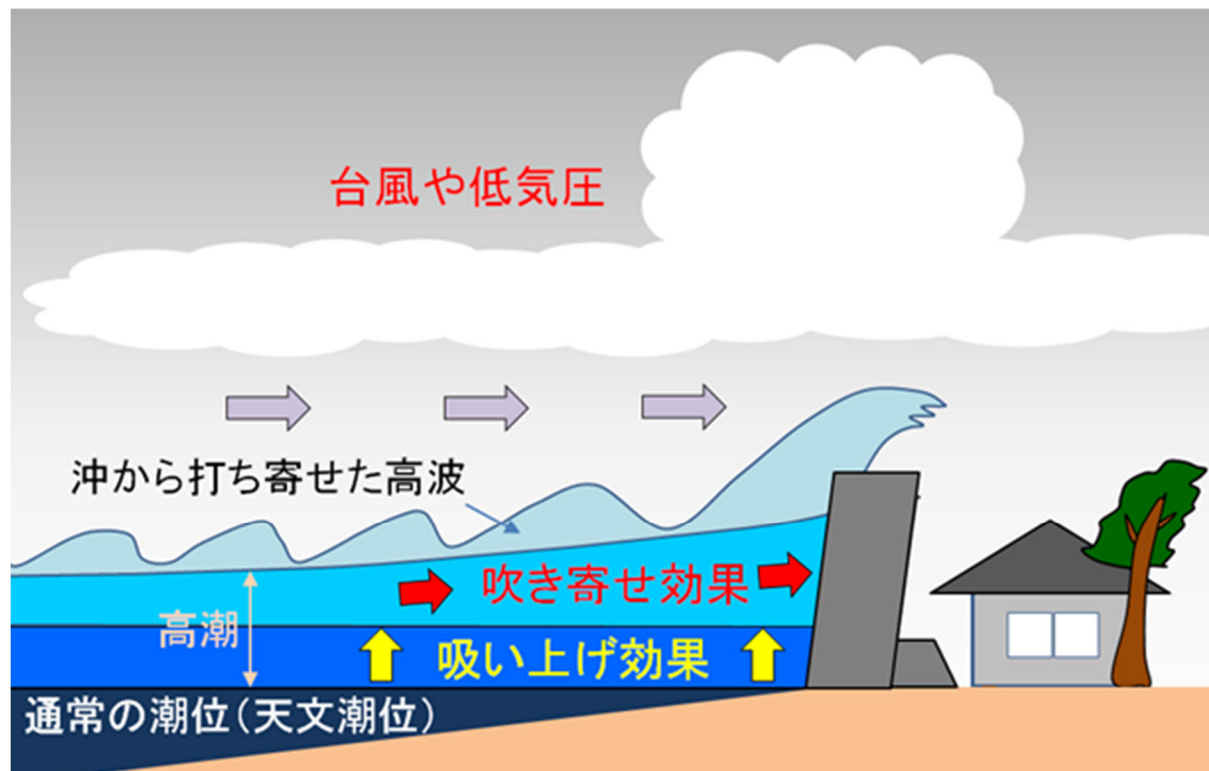 台風や低気圧
沖から打ち寄せた高波
吹き寄せ効果
高潮
吸い上げ効果
通常の潮位(天文潮位)